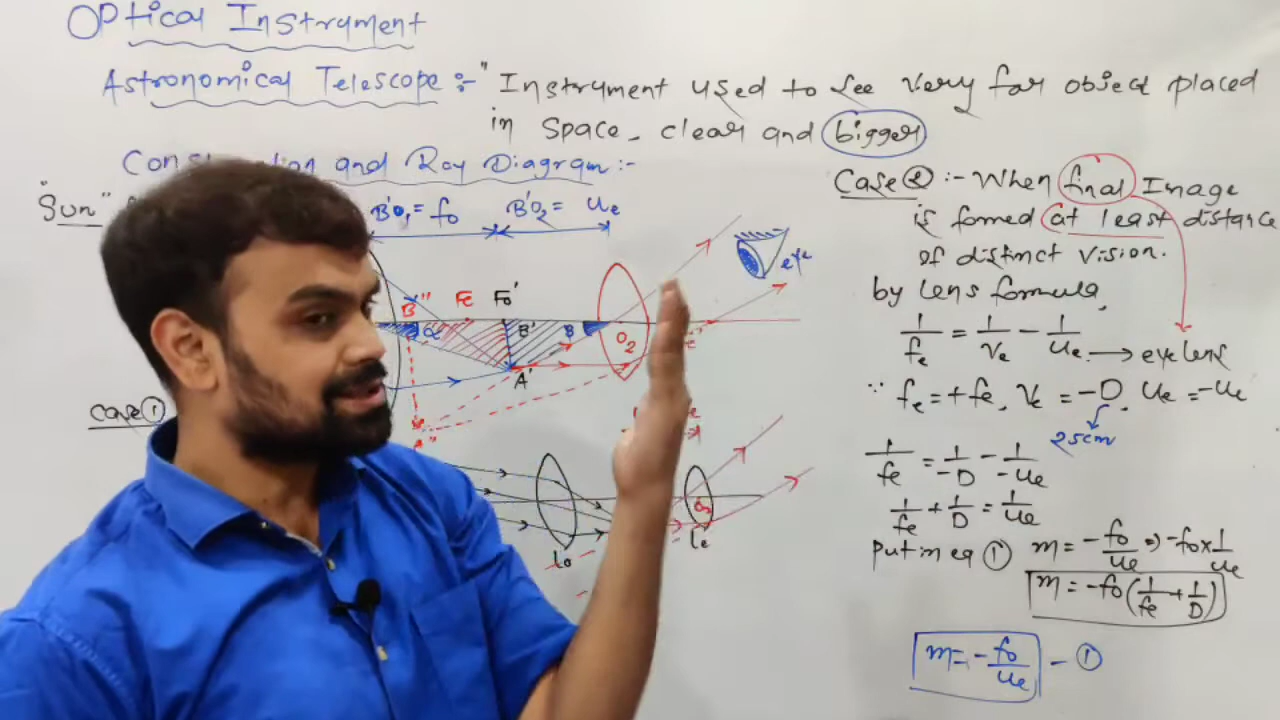 Optical Instrument
Astronomical Telescope :- "Instrument used to see very far object placed
in space, clear and bigger
and Ray Diagram:-
"Sun"
B'O₁ = fo B'O₂ = ue
eye
B" Fe Fo'
α B' β O₂
A'
A"
Case ①
lo le
Case ② :- When final Image
is formed at least distance
of distinct vision.
by lens formula,
1/fe = 1/ve - 1/ue → eye lens
∵ fe = +fe, ve = -D, ue = -ue
25cm
1/fe = 1/-D - 1/-ue
1/fe + 1/D = 1/ue
Put in eq ① m = -fo/ue ⇒ -fo × 1/ue
m = -fo(1/fe + 1/D)
m = -fo/ue - ①